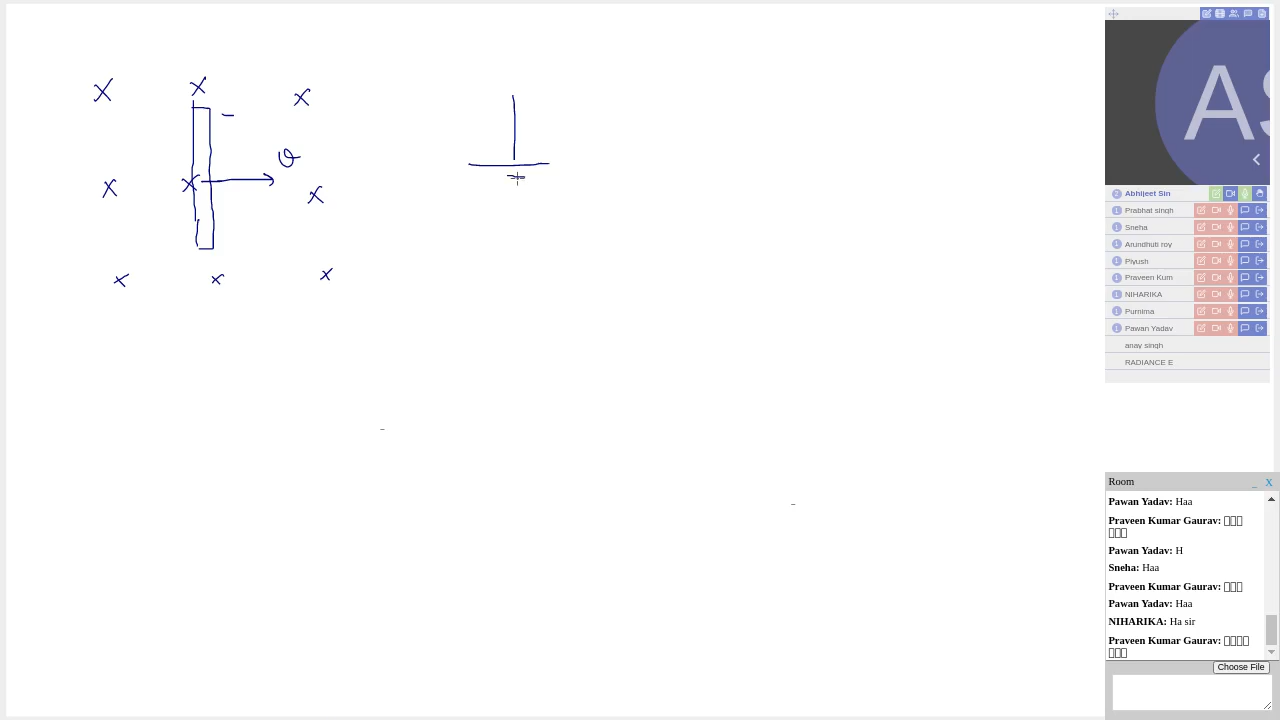 x x x
-
v
x x x
x x x
AS
Abhijeet Sin
Prabhat singh
Sneha
Arundhuti roy
Piyush
Praveen Kum
NIHARIKA
Purnima
Pawan Yadav
anay singh
RADIANCE E
Room _ X
Pawan Yadav: Haa
Praveen Kumar Gaurav: □□□
□□□
Pawan Yadav: H
Sneha: Haa
Praveen Kumar Gaurav: □□□
Pawan Yadav: Haa
NIHARIKA: Ha sir
Praveen Kumar Gaurav: □□□□
□□□
Choose File